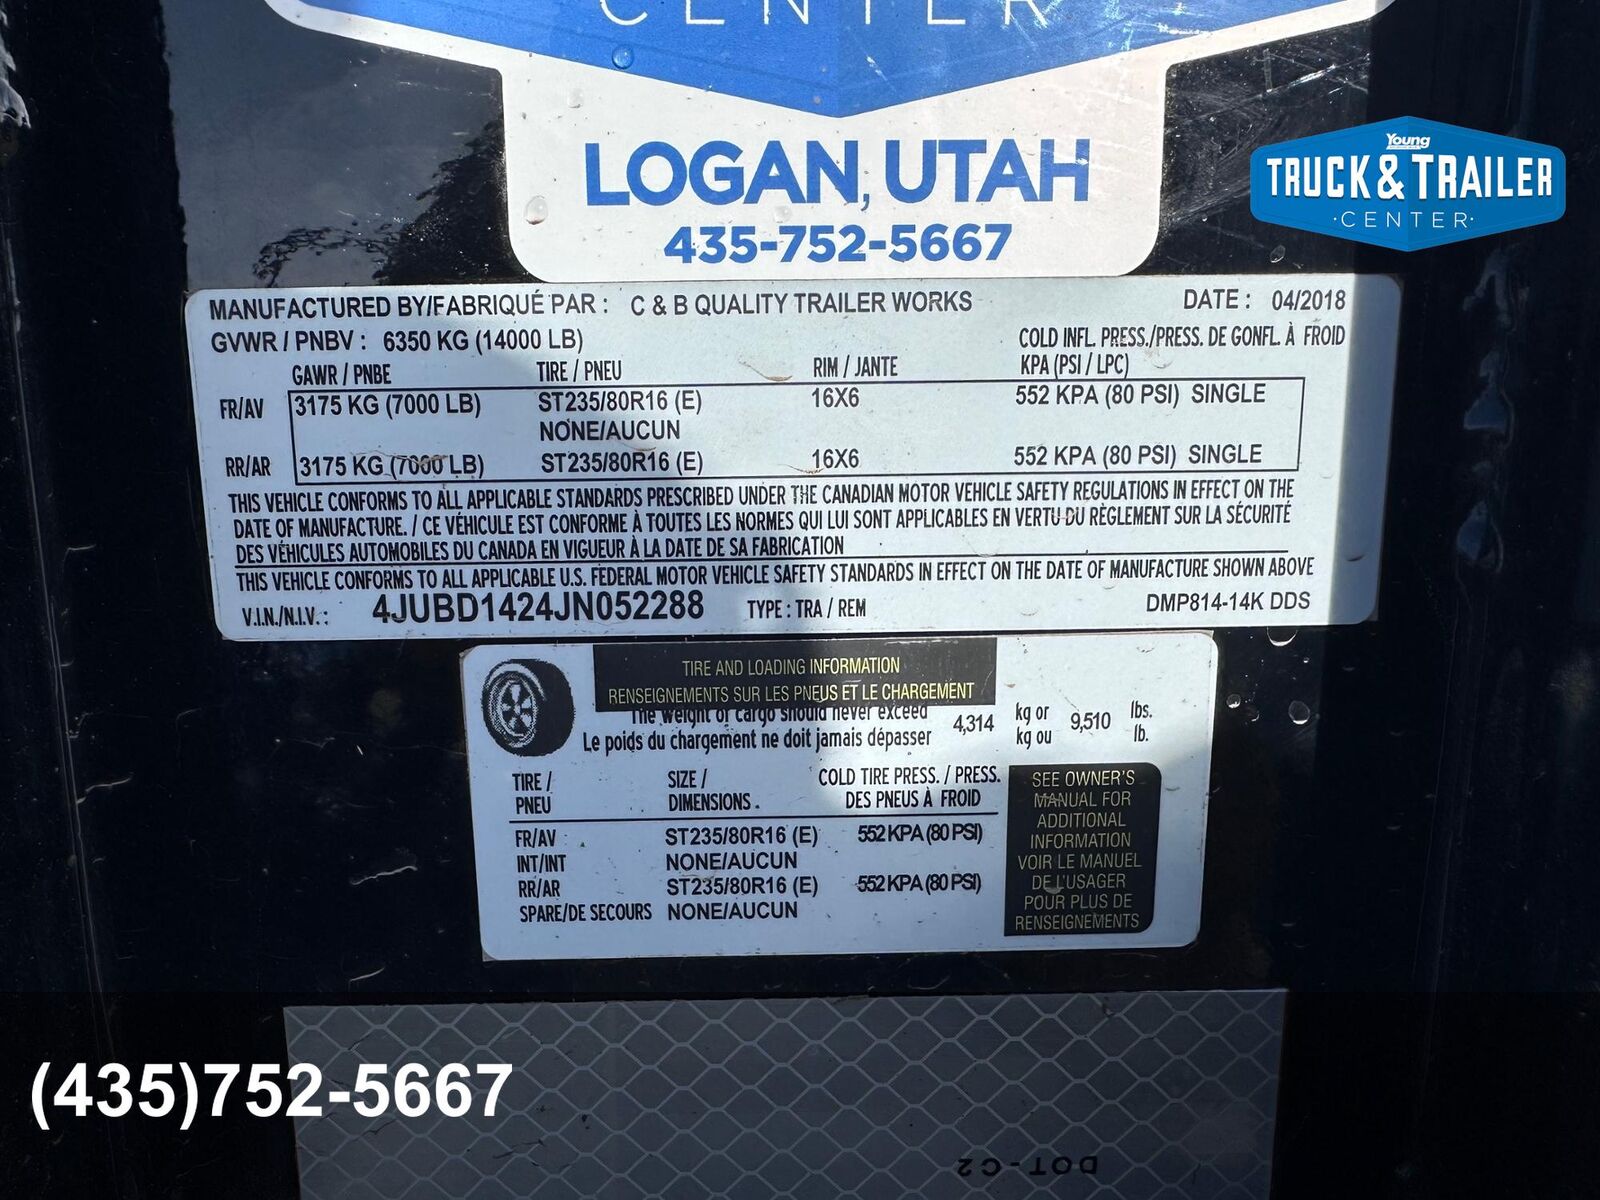 CENTER
LOGAN, UTAH
435-752-5667
Young
TRUCK & TRAILER
·CENTER·
MANUFACTURED BY/FABRIQUÉ PAR : C & B QUALITY TRAILER WORKS DATE : 04/2018
GVWR / PNBV : 6350 KG (14000 LB) COLD INFL. PRESS./PRESS. DE GONFL. À FROID
GAWR / PNBE TIRE / PNEU RIM / JANTE KPA (PSI / LPC)
FR/AV 3175 KG (7000 LB) ST235/80R16 (E) 16X6 552 KPA (80 PSI) SINGLE
NONE/AUCUN
RR/AR 3175 KG (7000 LB) ST235/80R16 (E) 16X6 552 KPA (80 PSI) SINGLE
THIS VEHICLE CONFORMS TO ALL APPLICABLE STANDARDS PRESCRIBED UNDER THE CANADIAN MOTOR VEHICLE SAFETY REGULATIONS IN EFFECT ON THE
DATE OF MANUFACTURE. / CE VÉHICULE EST CONFORME À TOUTES LES NORMES QUI LUI SONT APPLICABLES EN VERTU DU RÈGLEMENT SUR LA SÉCURITÉ
DES VÉHICULES AUTOMOBILES DU CANADA EN VIGUEUR À LA DATE DE SA FABRICATION
THIS VEHICLE CONFORMS TO ALL APPLICABLE U.S. FEDERAL MOTOR VEHICLE SAFETY STANDARDS IN EFFECT ON THE DATE OF MANUFACTURE SHOWN ABOVE
V.I.N./N.I.V. : 4JUBD1424JN052288 TYPE : TRA / REM DMP814-14K DDS
TIRE AND LOADING INFORMATION
RENSEIGNEMENTS SUR LES PNEUS ET LE CHARGEMENT
The weight of cargo should never exceed 4,314 kg or 9,510 lbs.
Le poids du chargement ne doit jamais dépasser kg ou lb.
TIRE / SIZE / COLD TIRE PRESS. / PRESS.
PNEU DIMENSIONS DES PNEUS À FROID
FR/AV ST235/80R16 (E) 552 KPA (80 PSI)
INT/INT NONE/AUCUN
RR/AR ST235/80R16 (E) 552 KPA (80 PSI)
SPARE/DE SECOURS NONE/AUCUN
SEE OWNER'S
MANUAL FOR
ADDITIONAL
INFORMATION
VOIR LE MANUEL
DE L'USAGER
POUR PLUS DE
RENSEIGNEMENTS
(435)752-5667
DOT-C2